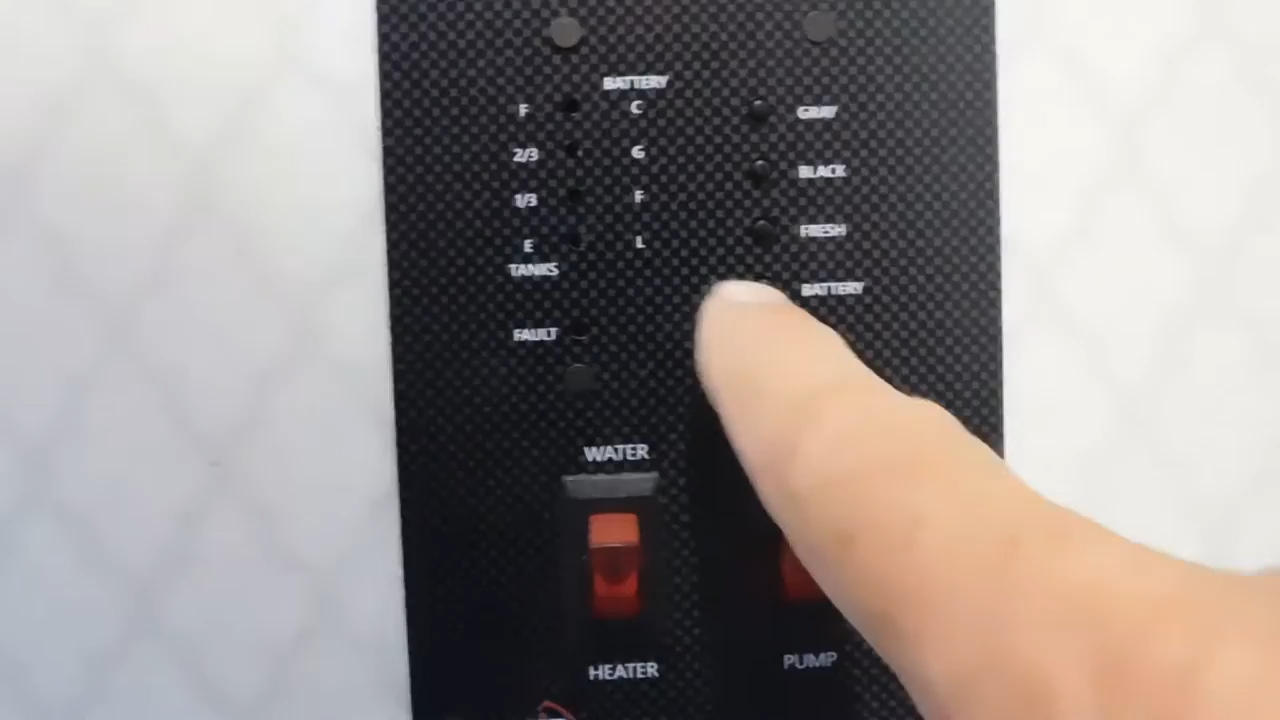 BATTERY
F C GRAY
2/3 G BLACK
1/3 F FRESH
E L
TANKS BATTERY
FAULT
WATER
HEATER PUMP